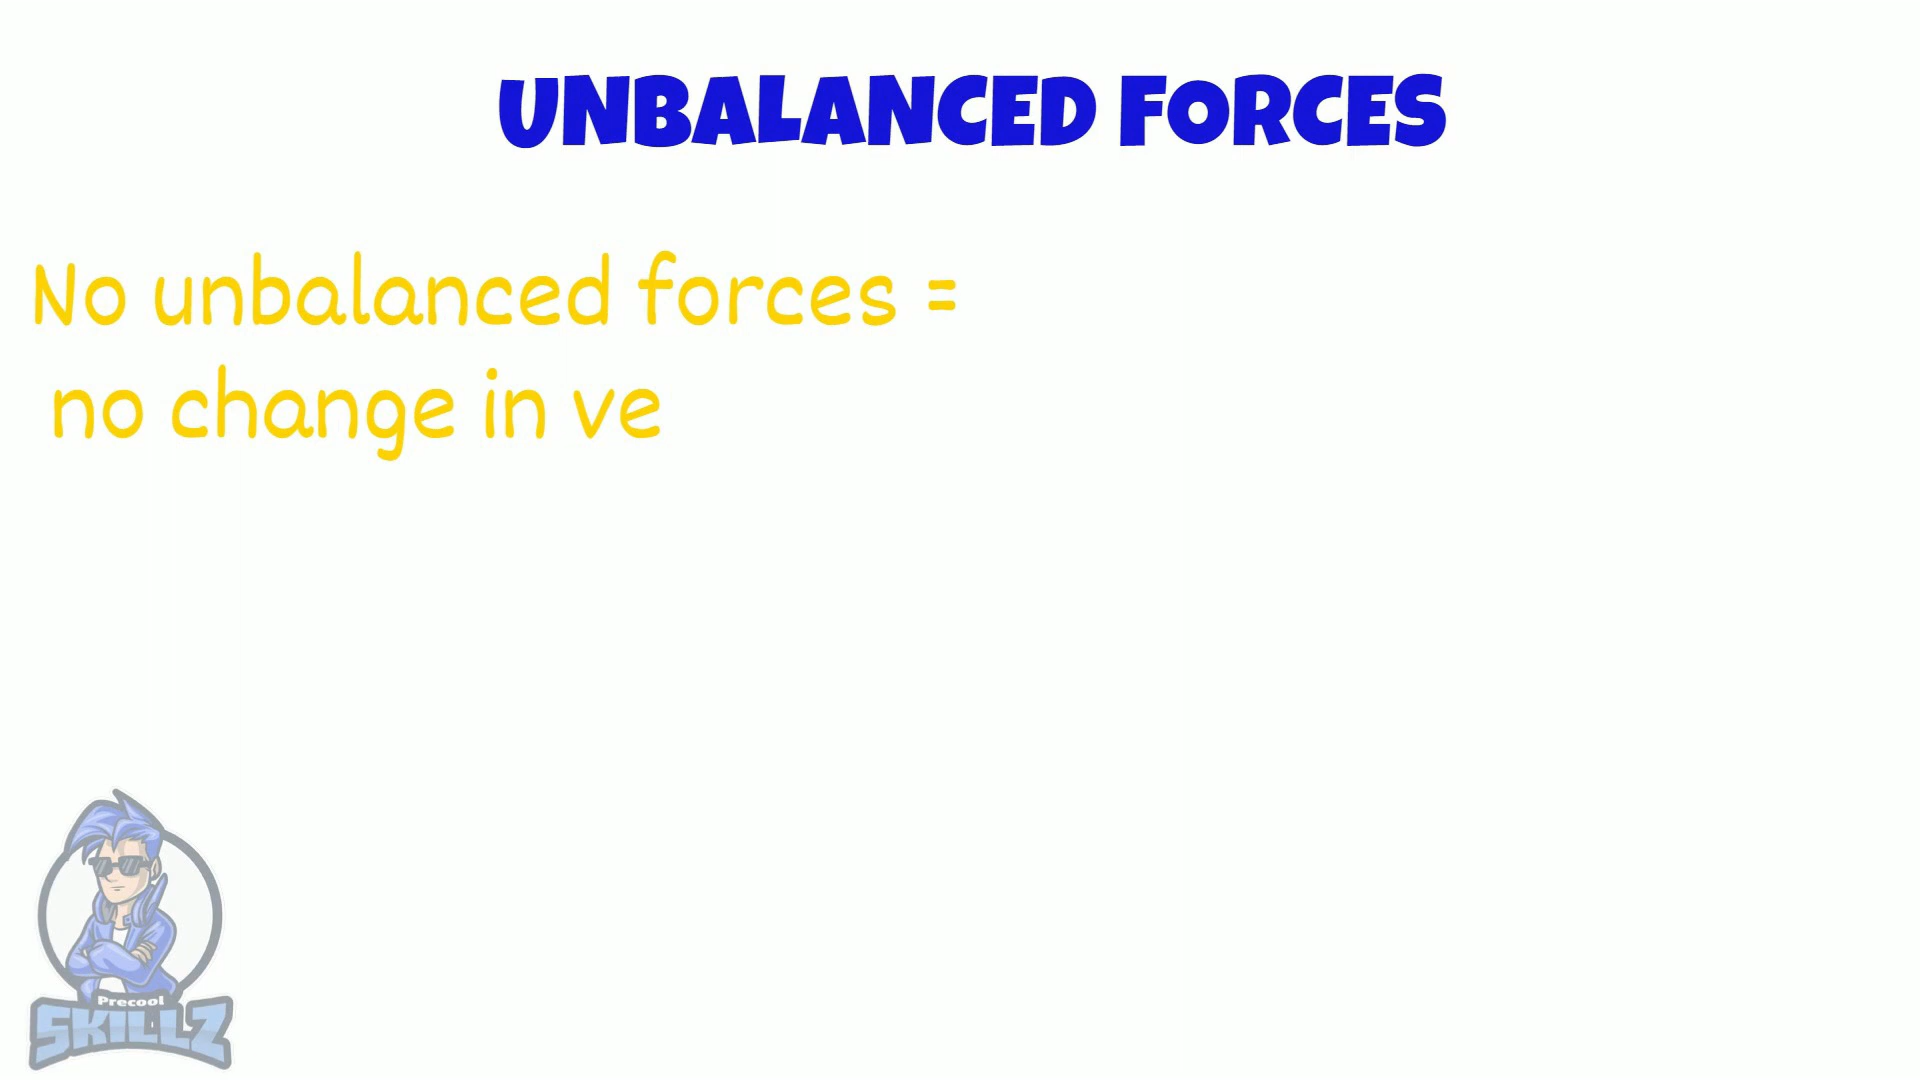 UNBALANCED FORCES
No unbalanced forces =
no change in ve
Precool
SKILLZ